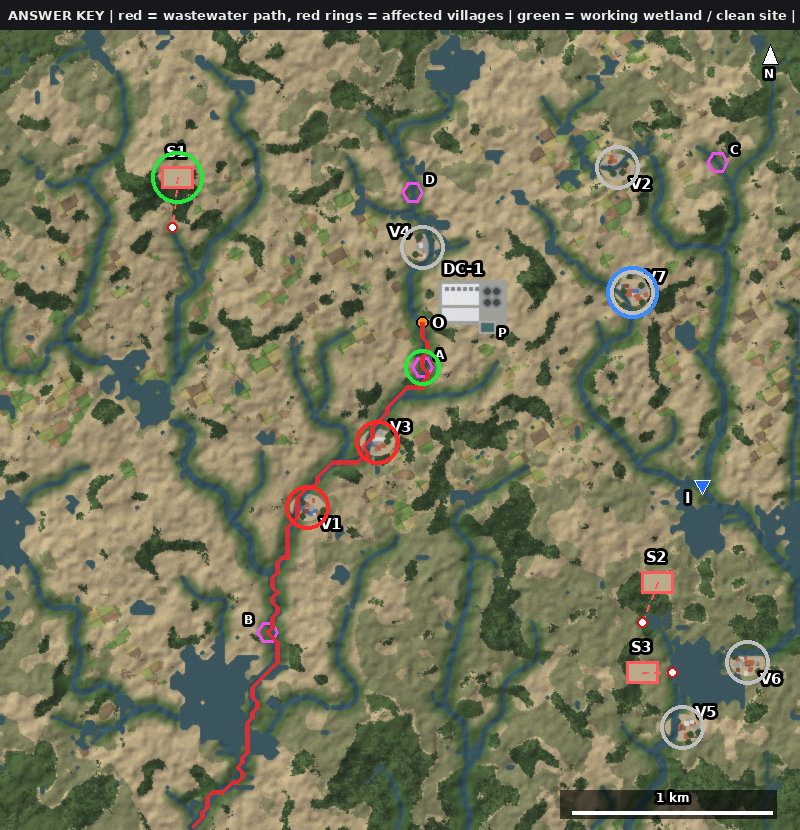 ANSWER KEY | red = wastewater path, red rings = affected villages | green = working wetland / clean site |
N
S1
C
D
V2
V4
DC-1
V7
O
P
A
V3
I
V1
S2
B
S3
V6
V5
1 km